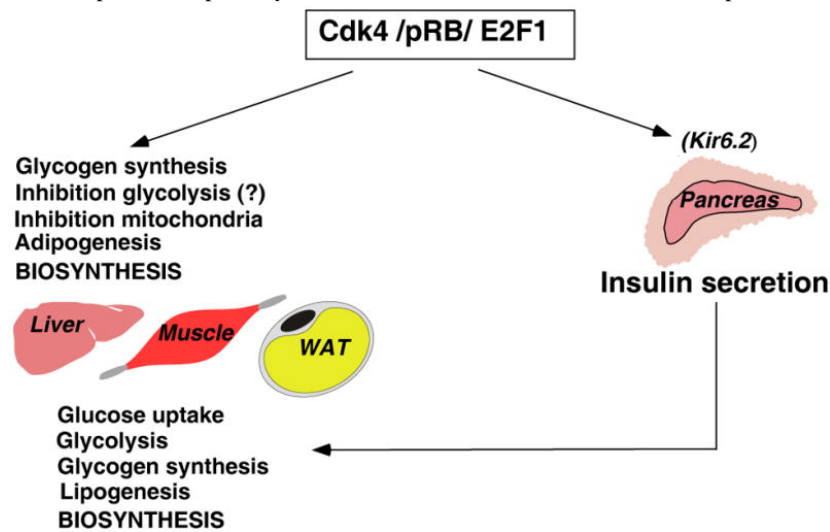 Cdk4 /pRB/ E2F1
Glycogen synthesis
Inhibition glycolysis (?)
Inhibition mitochondria
Adipogenesis
BIOSYNTHESIS
(Kir6.2)
Pancreas
Insulin secretion
Liver
Muscle
WAT
Glucose uptake
Glycolysis
Glycogen synthesis
Lipogenesis
BIOSYNTHESIS